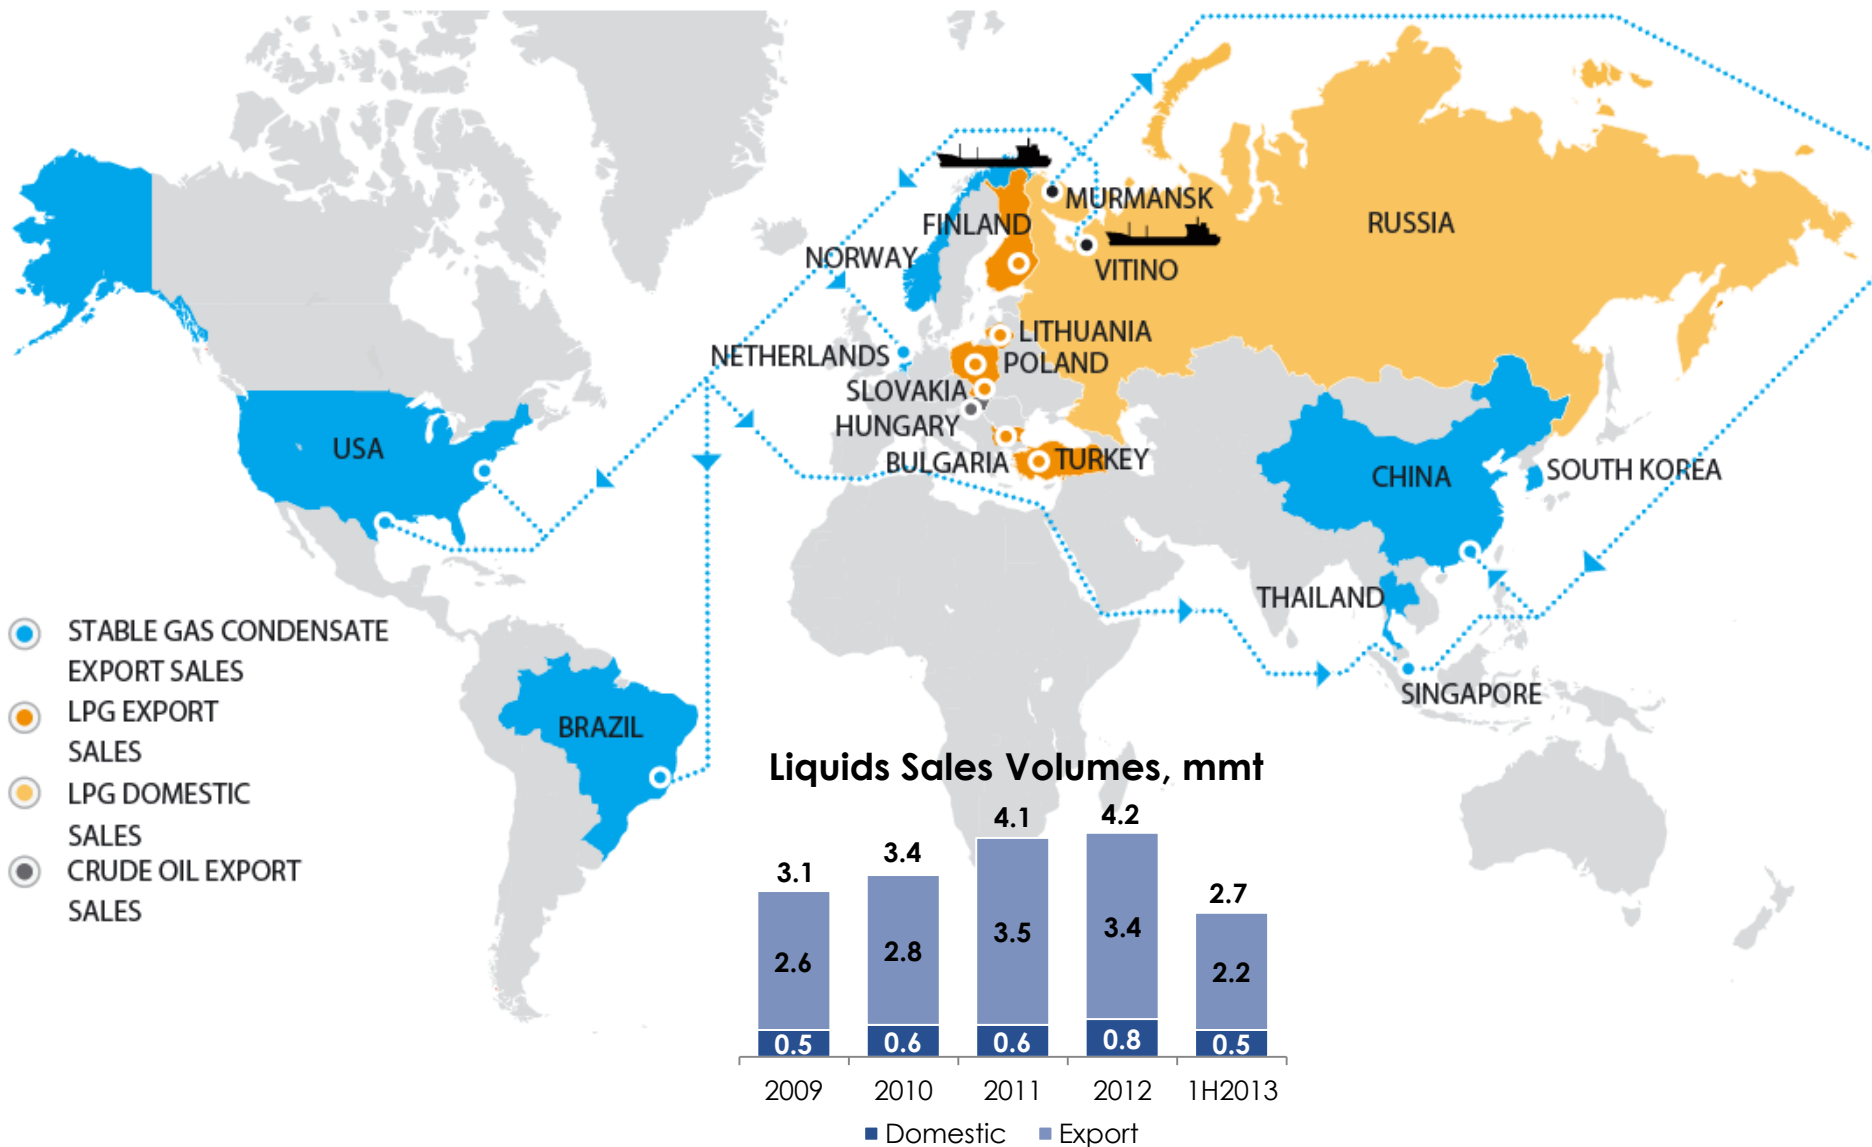 MURMANSK
RUSSIA
FINLAND
NORWAY
VITINO
LITHUANIA
NETHERLANDS
POLAND
SLOVAKIA
HUNGARY
USA
BULGARIA
TURKEY
CHINA
SOUTH KOREA
THAILAND
SINGAPORE
BRAZIL
STABLE GAS CONDENSATE
EXPORT SALES
LPG EXPORT
SALES
LPG DOMESTIC
SALES
CRUDE OIL EXPORT
SALES
Liquids Sales Volumes, mmt
3.1
3.4
4.1
4.2
2.7
2.6
2.8
3.5
3.4
2.2
0.5
0.6
0.6
0.8
0.5
2009
2010
2011
2012
1H2013
Domestic
Export